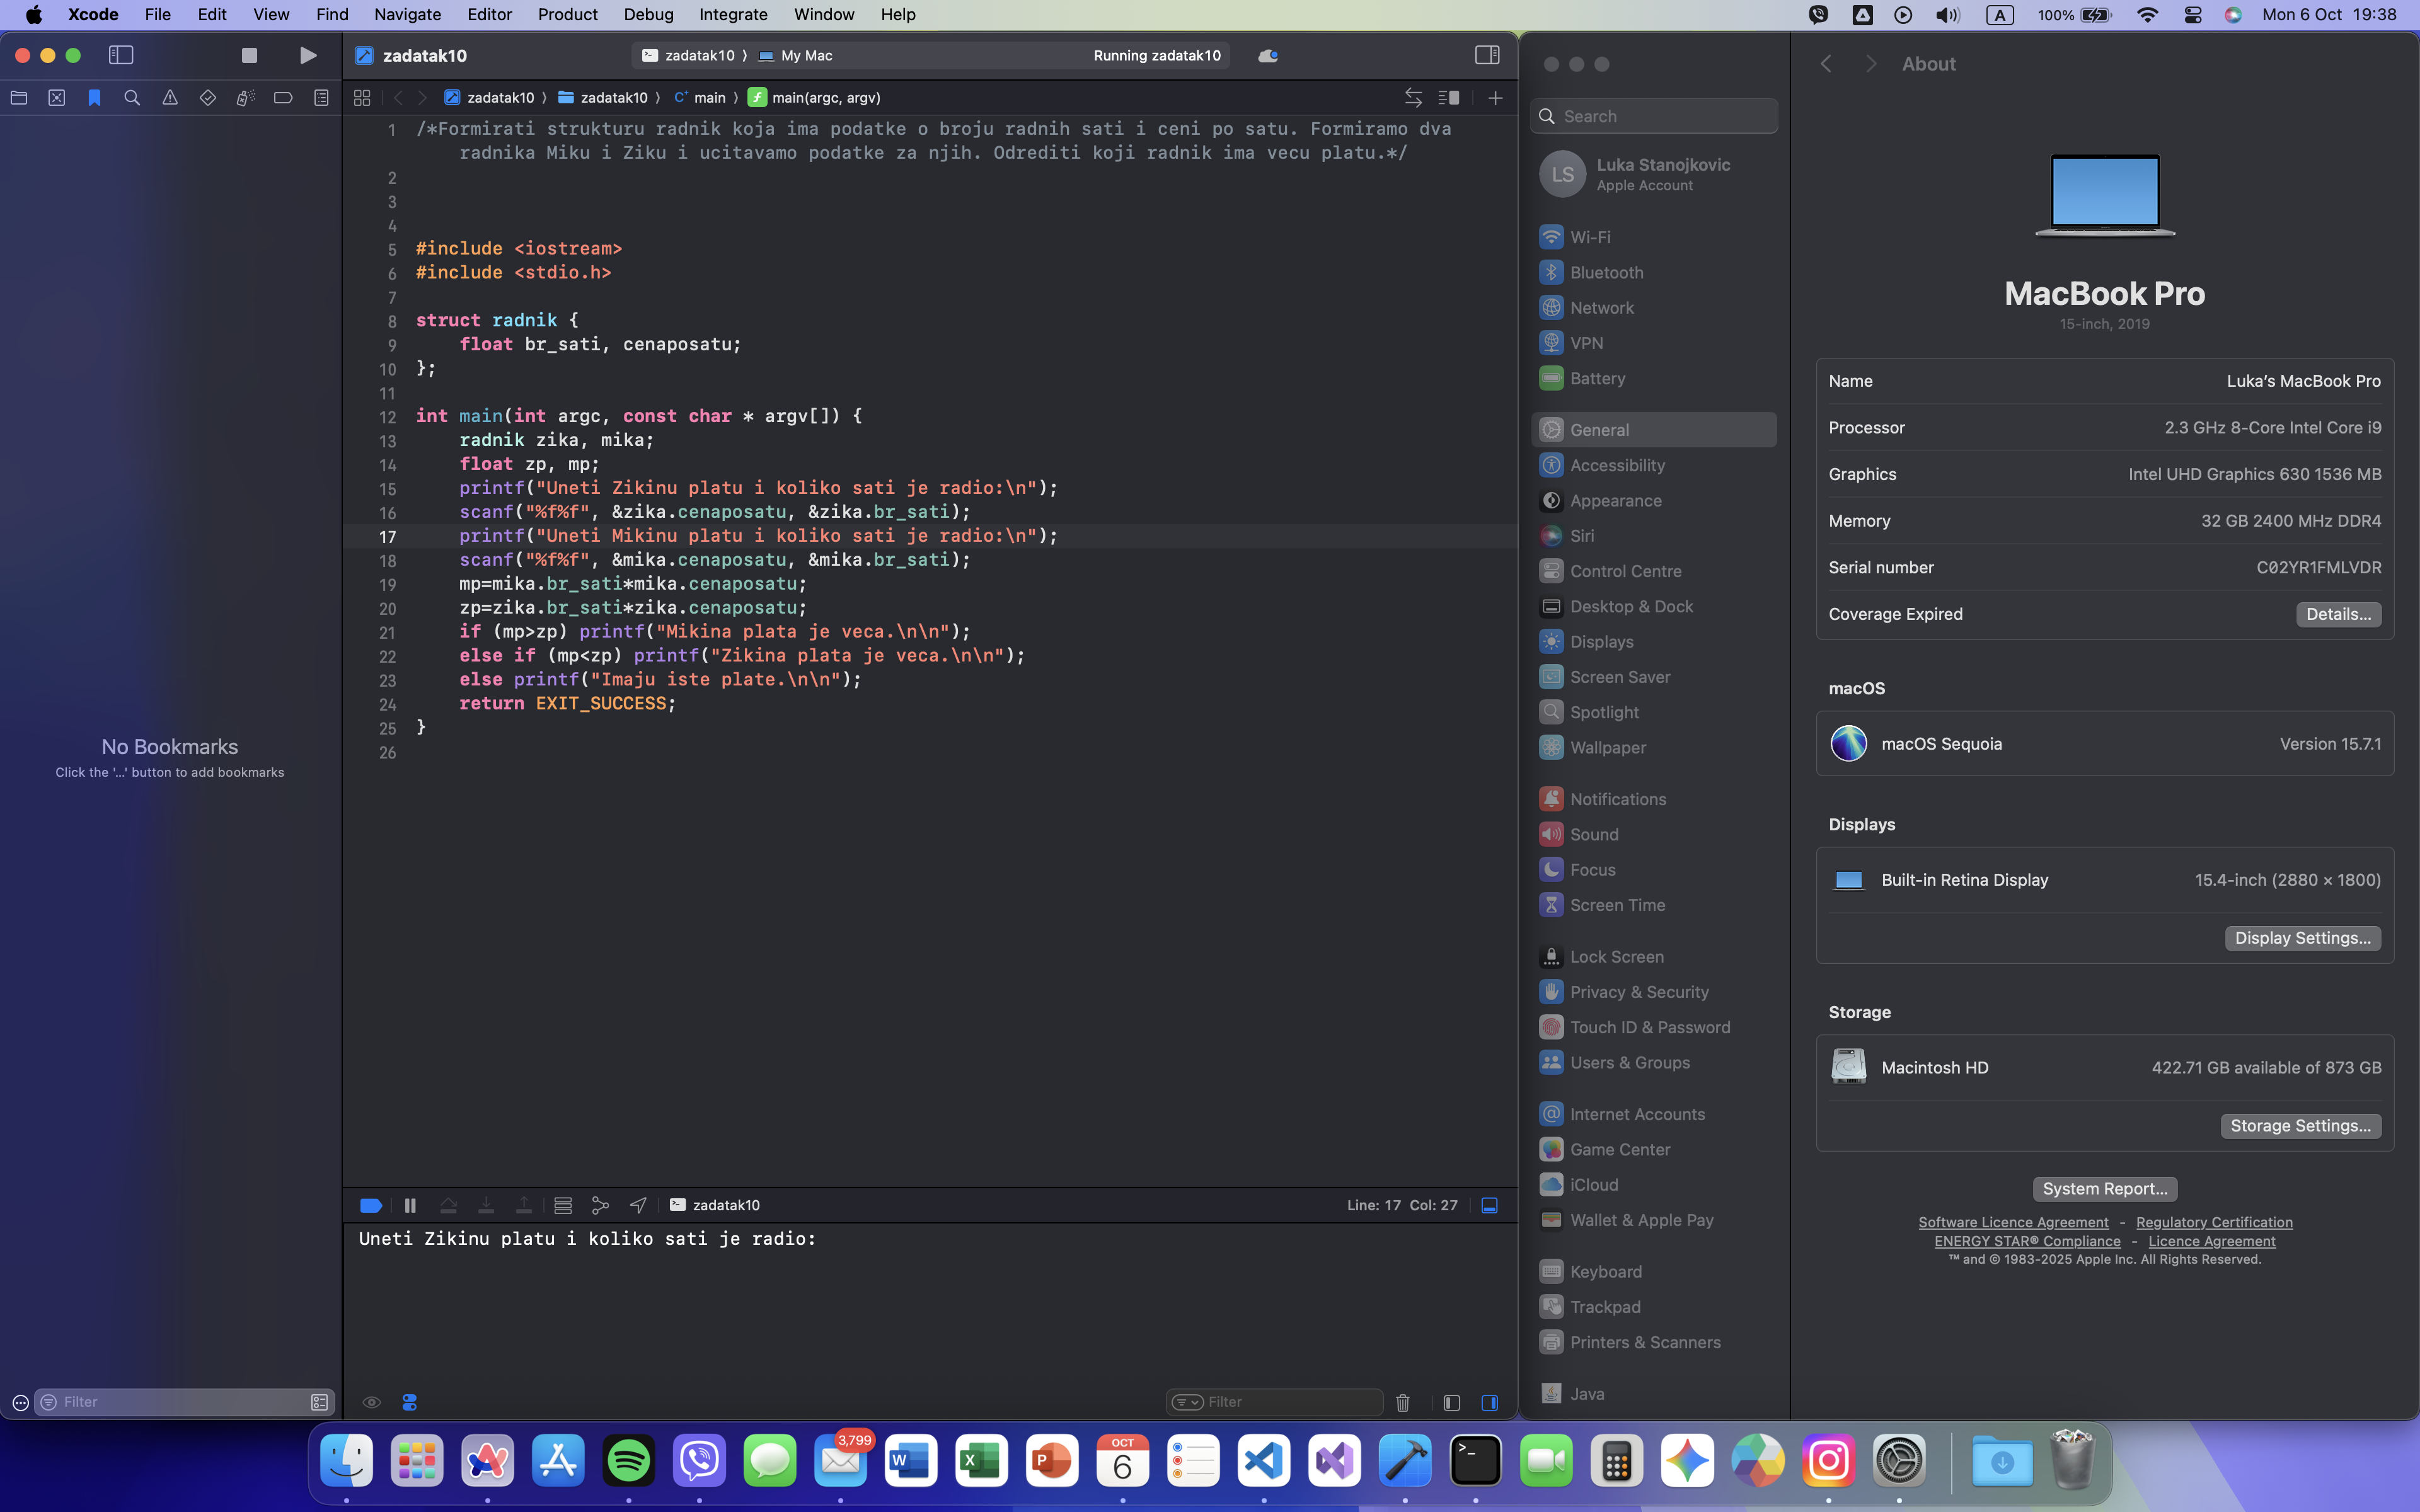 Xcode File Edit View Find Navigate Editor Product Debug Integrate Window Help
A 100% Mon 6 Oct 19:38
zadatak10
zadatak10 My Mac Running zadatak10
zadatak10 zadatak10 main main(argc, argv)
No Bookmarks
Click the '...' button to add bookmarks
Filter
1 /*Formirati strukturu radnik koja ima podatke o broju radnih sati i ceni po satu. Formiramo dva
radnika Miku i Ziku i ucitavamo podatke za njih. Odrediti koji radnik ima vecu platu.*/
2
3
4
5 #include <iostream>
6 #include <stdio.h>
7
8 struct radnik {
9 float br_sati, cenaposatu;
10 };
11
12 int main(int argc, const char * argv[]) {
13 radnik zika, mika;
14 float zp, mp;
15 printf("Uneti Zikinu platu i koliko sati je radio:\n");
16 scanf("%f%f", &zika.cenaposatu, &zika.br_sati);
17 printf("Uneti Mikinu platu i koliko sati je radio:\n");
18 scanf("%f%f", &mika.cenaposatu, &mika.br_sati);
19 mp=mika.br_sati*mika.cenaposatu;
20 zp=zika.br_sati*zika.cenaposatu;
21 if (mp>zp) printf("Mikina plata je veca.\n\n");
22 else if (mp<zp) printf("Zikina plata je veca.\n\n");
23 else printf("Imaju iste plate.\n\n");
24 return EXIT_SUCCESS;
25 }
26
zadatak10 Line: 17 Col: 27
Uneti Zikinu platu i koliko sati je radio:
Filter
Search
LS
Luka Stanojkovic
Apple Account
Wi-Fi
Bluetooth
Network
VPN
Battery
General
Accessibility
Appearance
Siri
Control Centre
Desktop & Dock
Displays
Screen Saver
Spotlight
Wallpaper
Notifications
Sound
Focus
Screen Time
Lock Screen
Privacy & Security
Touch ID & Password
Users & Groups
Internet Accounts
Game Center
iCloud
Wallet & Apple Pay
Keyboard
Trackpad
Printers & Scanners
Java
About
MacBook Pro
15-inch, 2019
Name Luka's MacBook Pro
Processor 2.3 GHz 8-Core Intel Core i9
Graphics Intel UHD Graphics 630 1536 MB
Memory 32 GB 2400 MHz DDR4
Serial number C02YR1FMLVDR
Coverage Expired Details...
macOS
macOS Sequoia Version 15.7.1
Displays
Built-in Retina Display 15.4-inch (2880 × 1800)
Display Settings...
Storage
Macintosh HD 422.71 GB available of 873 GB
Storage Settings...
System Report...
Software Licence Agreement - Regulatory Certification
ENERGY STAR® Compliance - Licence Agreement
™ and © 1983-2025 Apple Inc. All Rights Reserved.
3,799
W
X
P
OCT
6